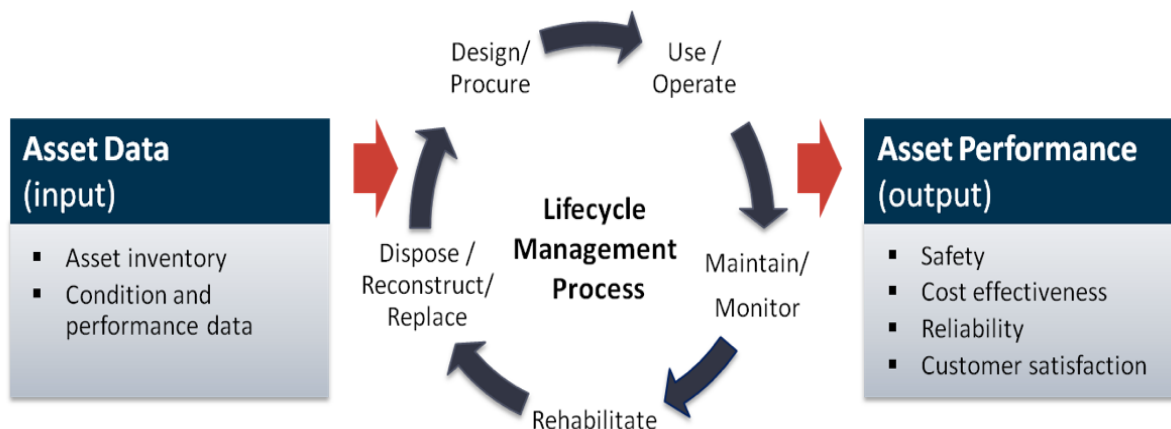 Asset Data
(input)
▪ Asset inventory
▪ Condition and
performance data
Design/
Procure
Use /
Operate
Lifecycle
Management
Process
Maintain/
Monitor
Rehabilitate
Dispose /
Reconstruct/
Replace
Asset Performance
(output)
▪ Safety
▪ Cost effectiveness
▪ Reliability
▪ Customer satisfaction